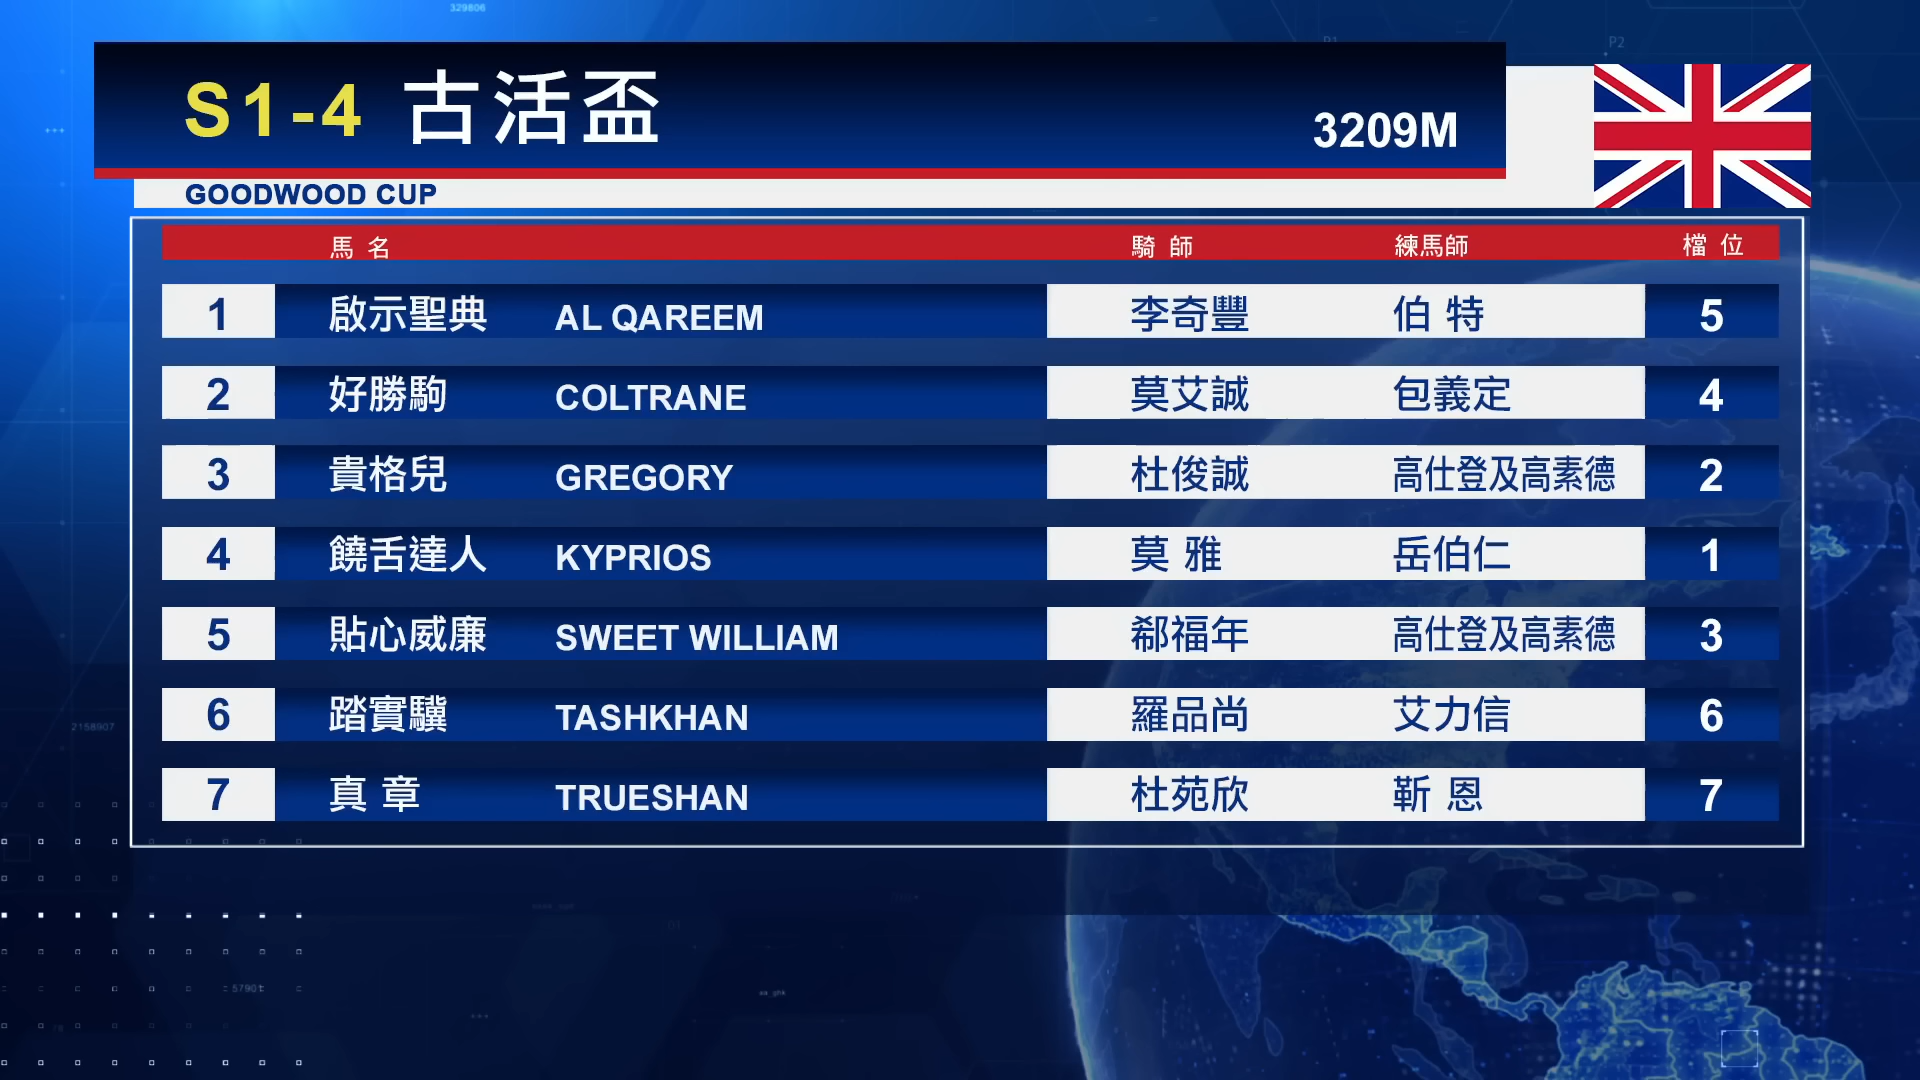 329806
P1
P2
S1-4 古活盃 3209M
GOODWOOD CUP
馬名 騎師 練馬師 檔位
1 啟示聖典 AL QAREEM 李奇豐 伯特 5
2 好勝駒 COLTRANE 莫艾誠 包義定 4
3 貴格兒 GREGORY 杜俊誠 高仕登及高素德 2
4 饒舌達人 KYPRIOS 莫雅 岳伯仁 1
5 貼心威廉 SWEET WILLIAM 郗福年 高仕登及高素德 3
6 踏實驥 TASHKHAN 羅品尚 艾力信 6
7 真章 TRUESHAN 杜苑欣 靳恩 7
2158907
57901